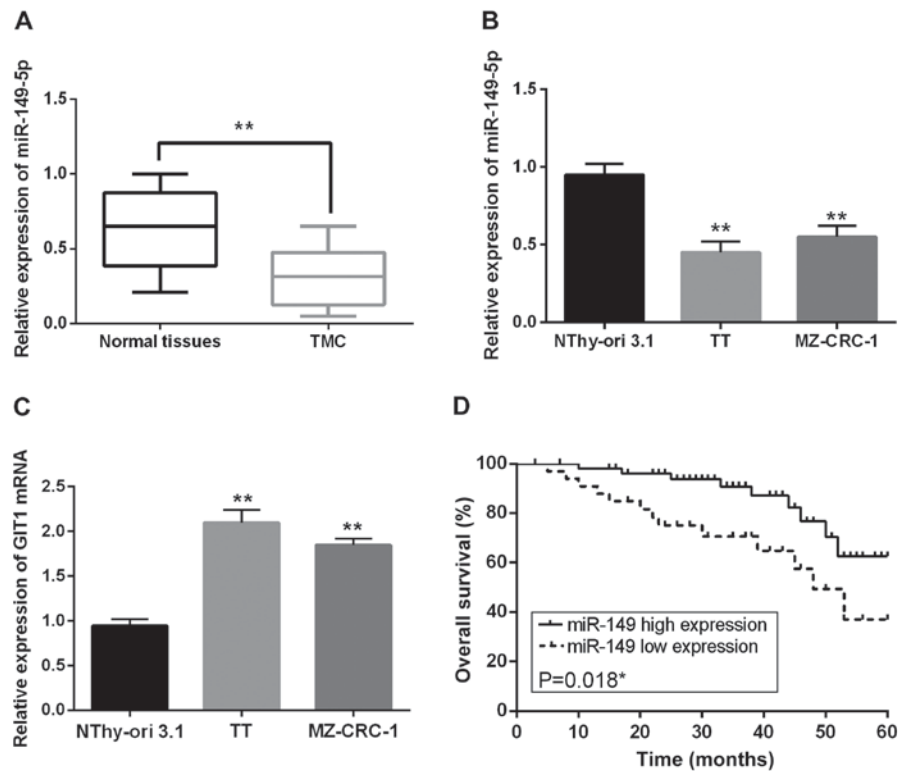 A
Relative expression of miR-149-5p
1.5
1.0
0.5
0.0
**
Normal tissues
TMC
B
Relative expression of miR-149-5p
1.5
1.0
0.5
0.0
**
**
NThy-ori 3.1
TT
MZ-CRC-1
C
Relative expression of GIT1 mRNA
2.5
2.0
1.5
1.0
0.5
0.0
**
**
NThy-ori 3.1
TT
MZ-CRC-1
D
Overall survival (%)
100
80
60
40
20
0
miR-149 high expression
miR-149 low expression
P=0.018*
0 10 20 30 40 50 60
Time (months)